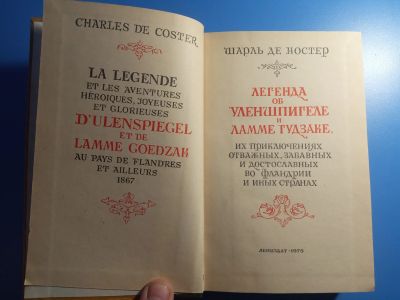 CHARLES DE COSTER
LA LEGENDE
ET LES AVENTURES
HÉROIQUES, JOYEUSES
ET GLORIEUSES
D'ULENSPIEGEL
ET DE
LAMME GOEDZAK
AU PAYS DE FLANDRES
ET AILLEURS
1867
ШАРЛЬ ДЕ КОСТЕР
ЛЕГЕНДА
ОБ
УЛЕНШПИГЕЛЕ
И
ЛАММЕ ГУДЗАКЕ,
ИХ ПРИКЛЮЧЕНИЯХ
ОТВАЖНЫХ, ЗАБАВНЫХ
И ДОСТОСЛАВНЫХ
ВО ФЛАНДРИИ
И ИНЫХ СТРАНАХ
ЛЕНИЗДАТ · 1975